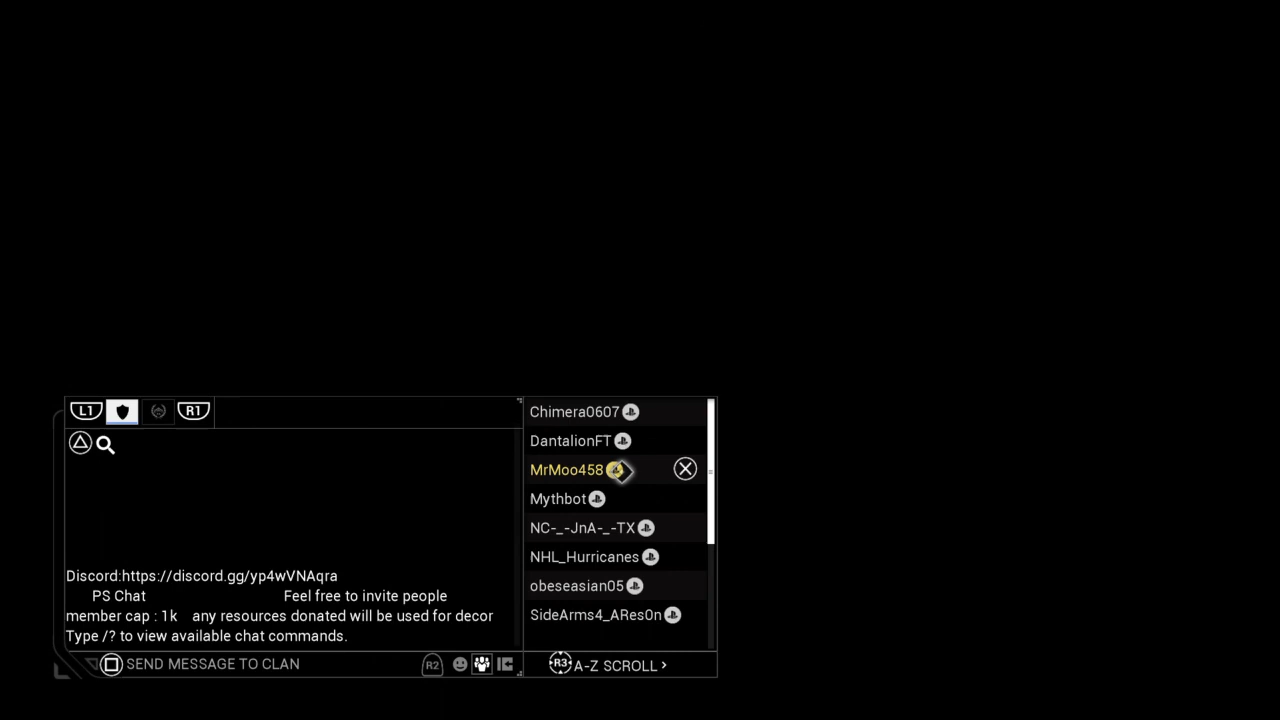 L1 R1
Discord:https://discord.gg/yp4wVNAqra
PS Chat Feel free to invite people
member cap : 1k any resources donated will be used for decor
Type /? to view available chat commands.
SEND MESSAGE TO CLAN R2
Chimera0607
DantalionFT
MrMoo458
Mythbot
NC-_-JnA-_-TX
NHL_Hurricanes
obeseasian05
SideArms4_ARes0n
R3 A-Z SCROLL >